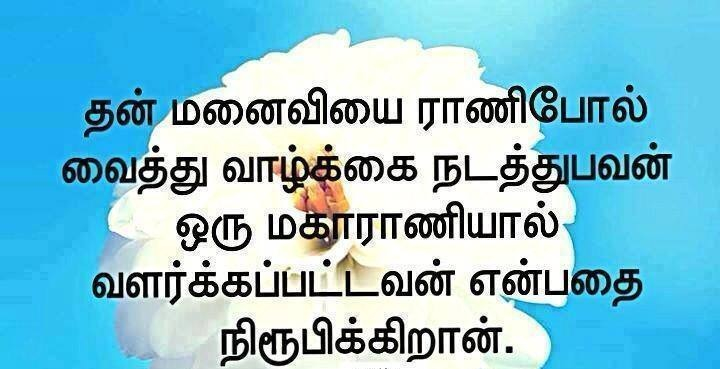 தன் மனைவியை ராணிபோல்
வைத்து வாழ்க்கை நடத்துபவன்
ஒரு மகாராணியால்
வளர்க்கப்பட்டவன் என்பதை
நிரூபிக்கிறான்.